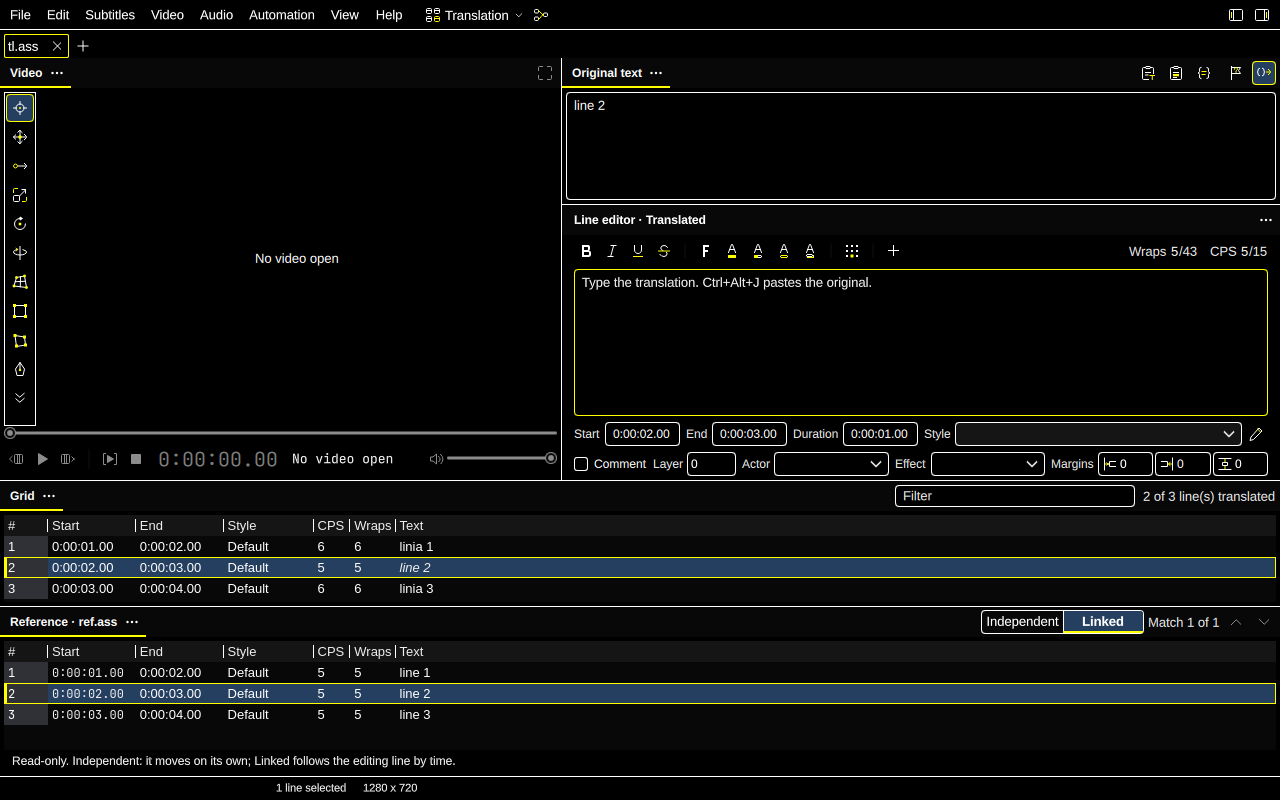 File Edit Subtitles Video Audio Automation View Help Translation
tl.ass
Video
Original text
line 2
Line editor · Translated
B I U S F A A A A Wraps 5/43 CPS 5/15
Type the translation. Ctrl+Alt+J pastes the original.
No video open
Start 0:00:02.00 End 0:00:03.00 Duration 0:00:01.00 Style
0:00:00.00 No video open
Comment Layer 0 Actor Effect Margins 0 0 0
Grid Filter 2 of 3 line(s) translated
# Start End Style CPS Wraps Text
1 0:00:01.00 0:00:02.00 Default 6 6 linia 1
2 0:00:02.00 0:00:03.00 Default 5 5 line 2
3 0:00:03.00 0:00:04.00 Default 6 6 linia 3
Reference · ref.ass Independent Linked Match 1 of 1
# Start End Style CPS Wraps Text
1 0:00:01.00 0:00:02.00 Default 5 5 line 1
2 0:00:02.00 0:00:03.00 Default 5 5 line 2
3 0:00:03.00 0:00:04.00 Default 5 5 line 3
Read-only. Independent: it moves on its own; Linked follows the editing line by time.
1 line selected 1280 x 720